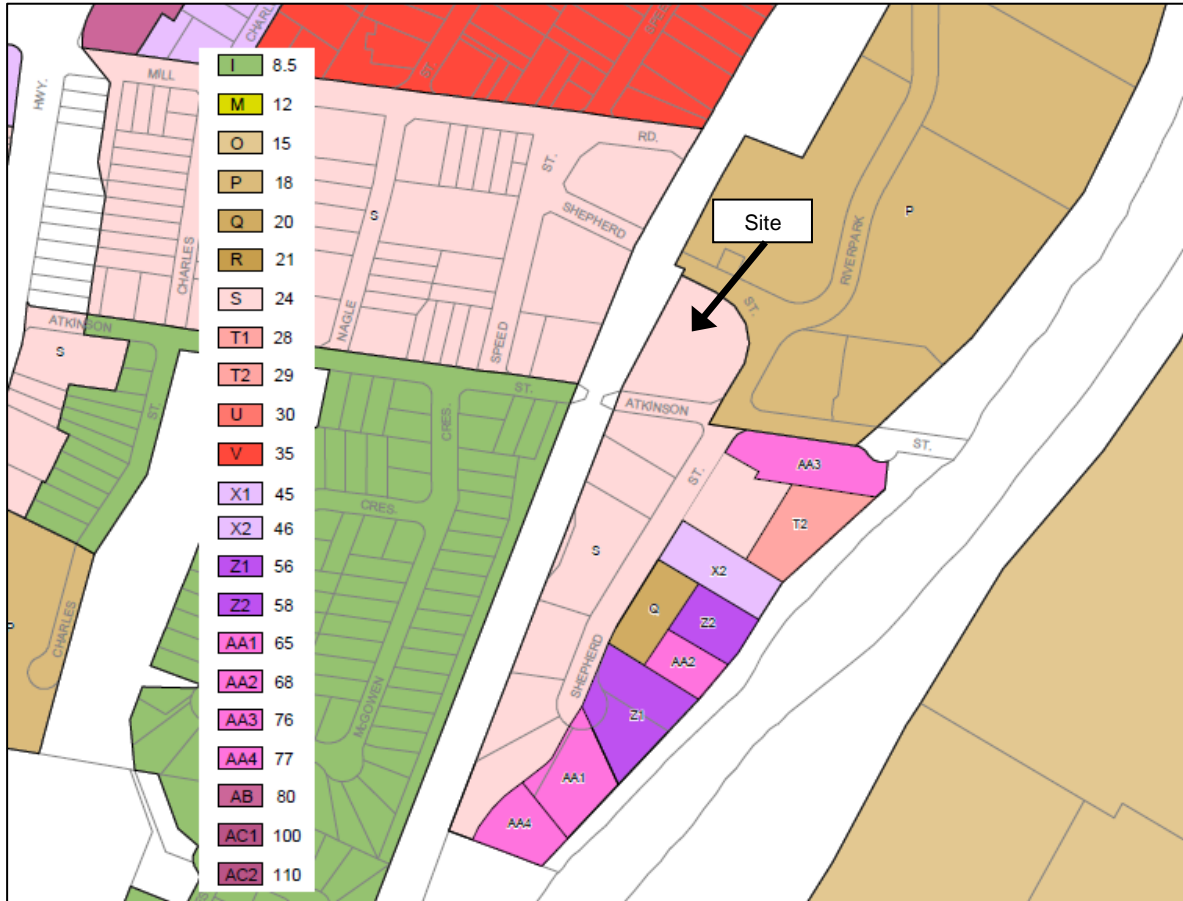 CHARLES
HWY.
MILL
ST.
SPEED
RD.
ST.
SHEPHERD
S
NAGLE
SPEED
CHARLES
ATKINSON
S
ST.
CRES.
ST.
CRES.
McGOWEN
CHARLES
Site
P
RIVERPARK
ST.
ATKINSON
ST.
ST.
AA3
T2
X2
S
Q
Z2
AA2
SHEPHERD
Z1
AA1
AA4
I 8.5
M 12
O 15
P 18
Q 20
R 21
S 24
T1 28
T2 29
U 30
V 35
X1 45
X2 46
Z1 56
Z2 58
AA1 65
AA2 68
AA3 76
AA4 77
AB 80
AC1 100
AC2 110